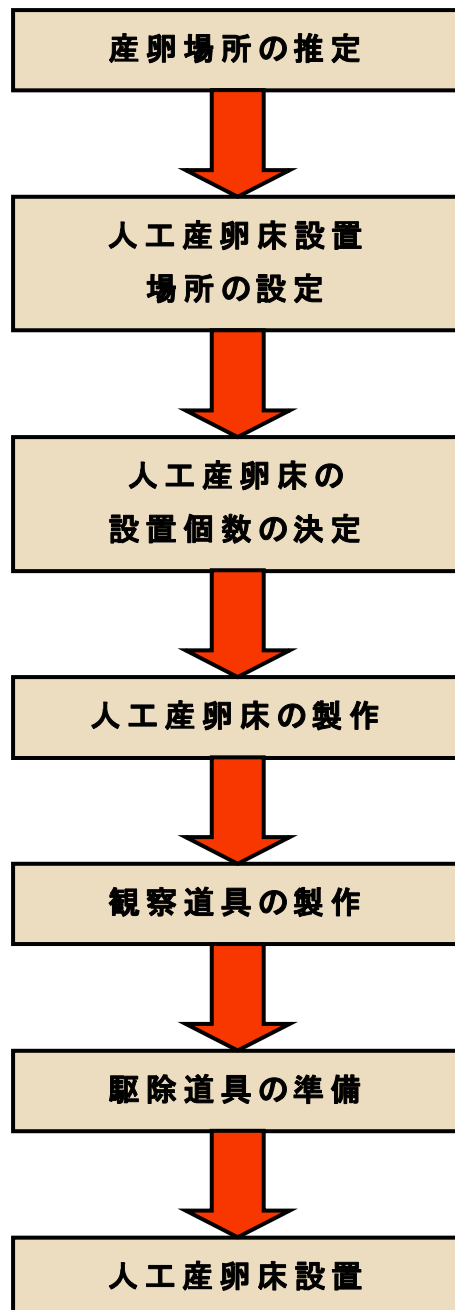 産卵場所の推定
人工産卵床設置
場所の設定
人工産卵床の
設置個数の決定
人工産卵床の製作
観察道具の製作
駆除道具の準備
人工産卵床設置